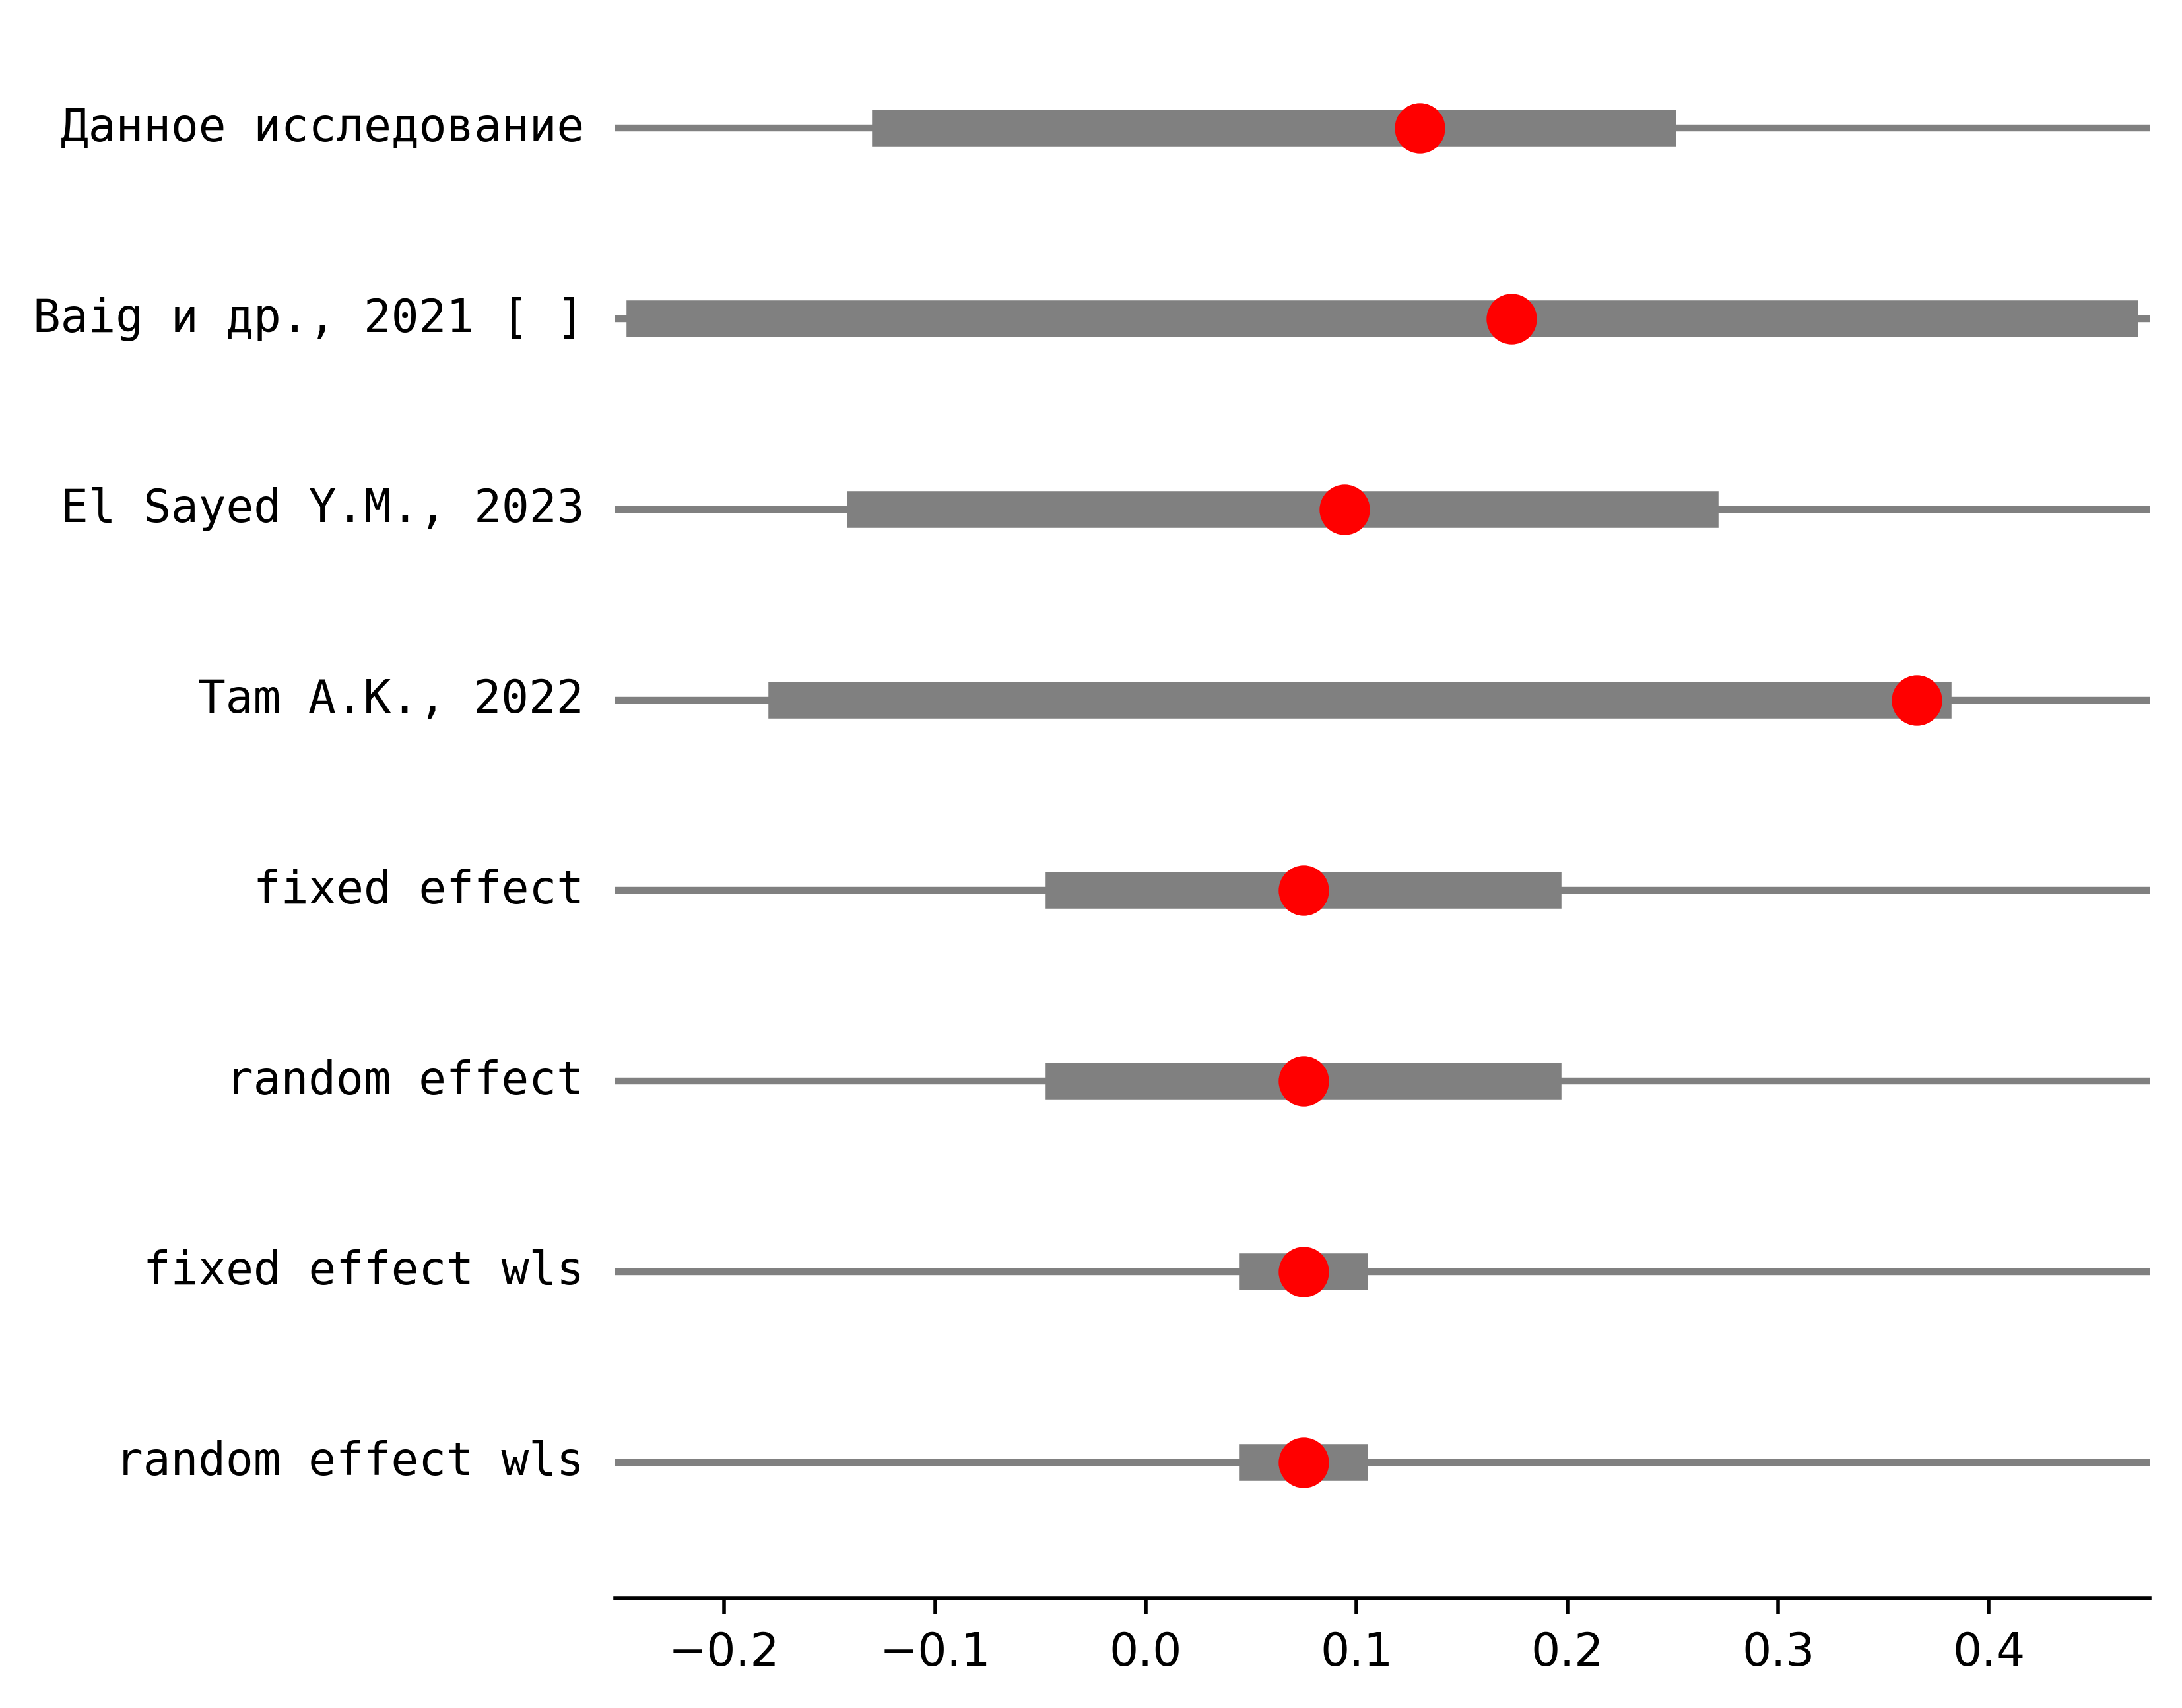 Данное исследование
Baig и др., 2021 [ ]
El Sayed Y.M., 2023
Tam A.K., 2022
fixed effect
random effect
fixed effect wls
random effect wls
−0.2 −0.1 0.0 0.1 0.2 0.3 0.4